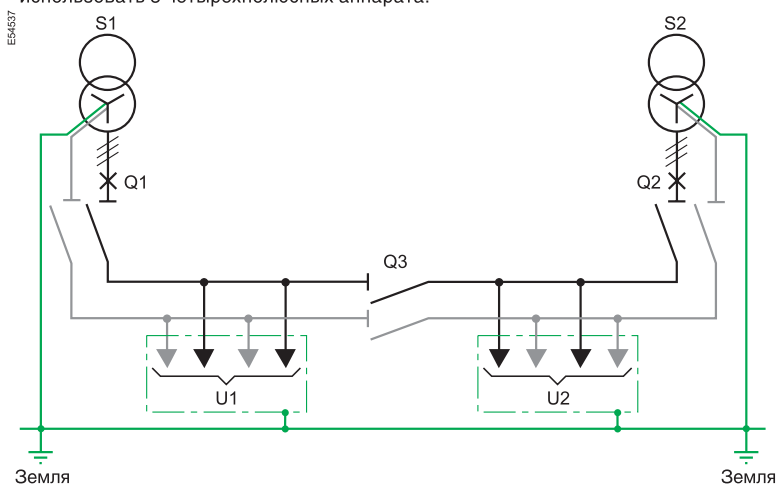 использовать 3 четырехполюсных аппарата.
E54537
S1
S2
Q1
Q2
Q3
U1
U2
Земля
Земля